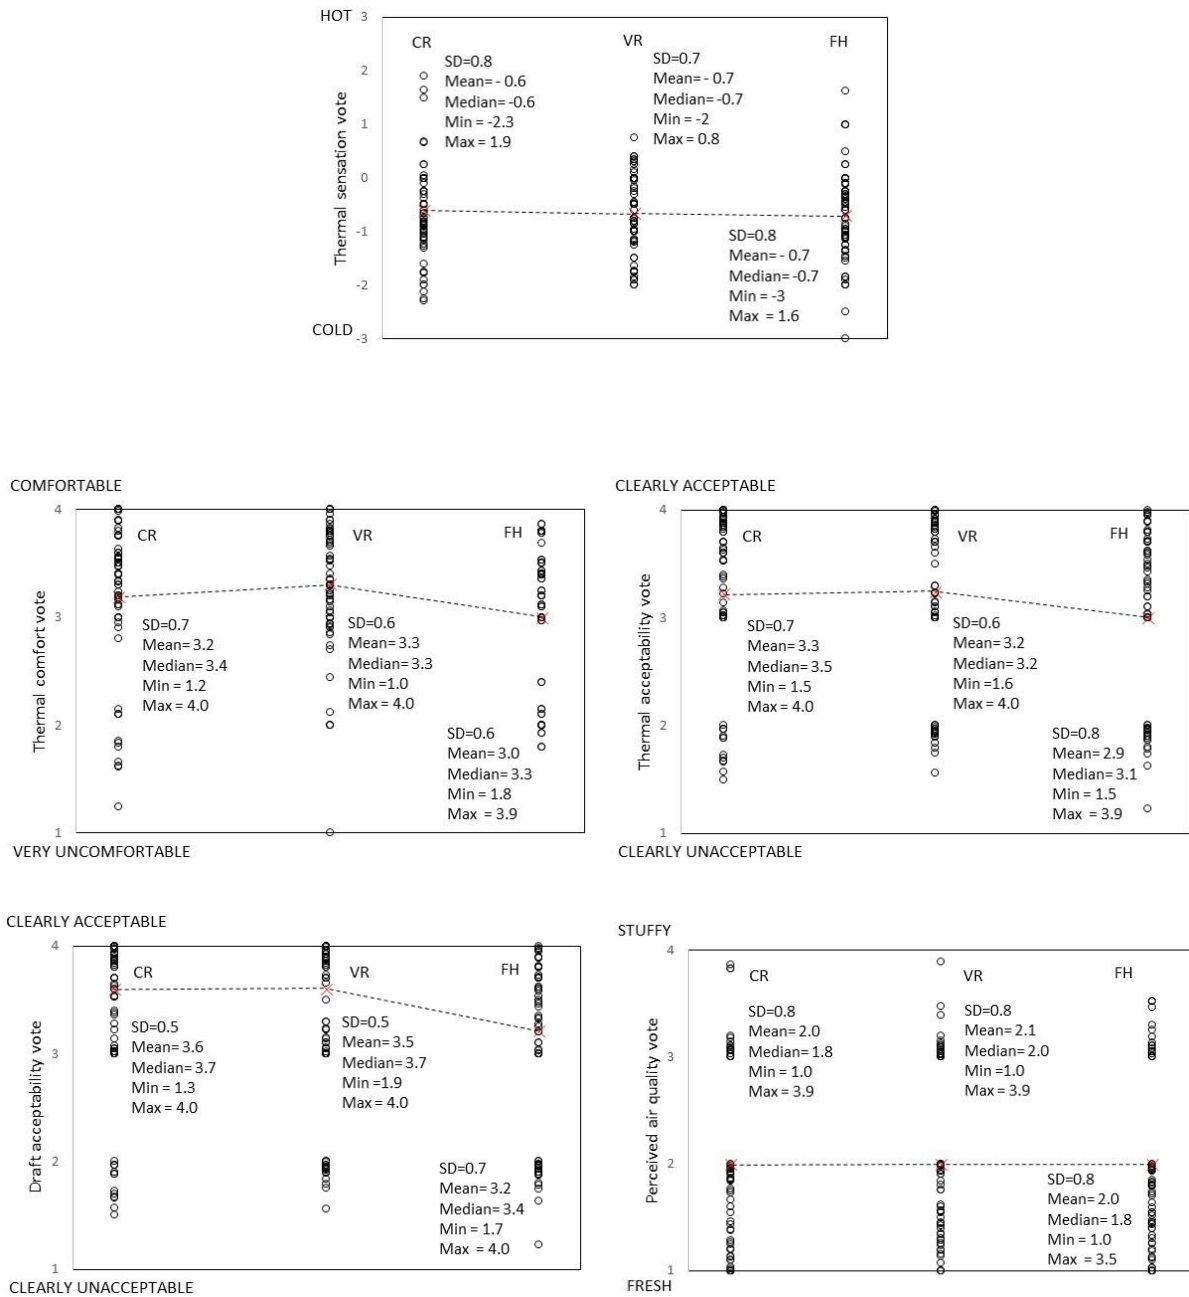 HOT
3
CR
VR
FH
SD=0.8
Mean= - 0.6
Median= -0.6
Min = -2.3
Max = 1.9
SD=0.7
Mean= - 0.7
Median= -0.7
Min = -2
Max = 0.8
SD=0.8
Mean= - 0.7
Median= -0.7
Min = -3
Max = 1.6
2
1
0
-1
-2
-3
Thermal sensation vote
COLD
COMFORTABLE
4
3
2
1
Thermal comfort vote
CR
VR
FH
SD=0.7
Mean= 3.2
Median= 3.4
Min = 1.2
Max = 4.0
SD=0.6
Mean= 3.3
Median= 3.3
Min =1.0
Max = 4.0
SD=0.6
Mean= 3.0
Median= 3.3
Min = 1.8
Max = 3.9
VERY UNCOMFORTABLE
CLEARLY ACCEPTABLE
4
3
2
1
Thermal acceptability vote
CR
VR
FH
SD=0.7
Mean= 3.3
Median= 3.5
Min = 1.5
Max = 4.0
SD=0.6
Mean= 3.2
Median= 3.2
Min =1.6
Max = 4.0
SD=0.8
Mean= 2.9
Median= 3.1
Min = 1.5
Max = 3.9
CLEARLY UNACCEPTABLE
CLEARLY ACCEPTABLE
4
3
2
1
Draft acceptability vote
CR
VR
FH
SD=0.5
Mean= 3.6
Median= 3.7
Min = 1.3
Max = 4.0
SD=0.5
Mean= 3.5
Median= 3.7
Min =1.9
Max = 4.0
SD=0.7
Mean= 3.2
Median= 3.4
Min = 1.7
Max = 4.0
CLEARLY UNACCEPTABLE
STUFFY
4
3
2
1
Perceived air quality vote
CR
VR
FH
SD=0.8
Mean= 2.0
Median= 1.8
Min = 1.0
Max = 3.9
SD=0.8
Mean= 2.1
Median= 2.0
Min =1.0
Max = 3.9
SD=0.8
Mean= 2.0
Median= 1.8
Min = 1.0
Max = 3.5
FRESH